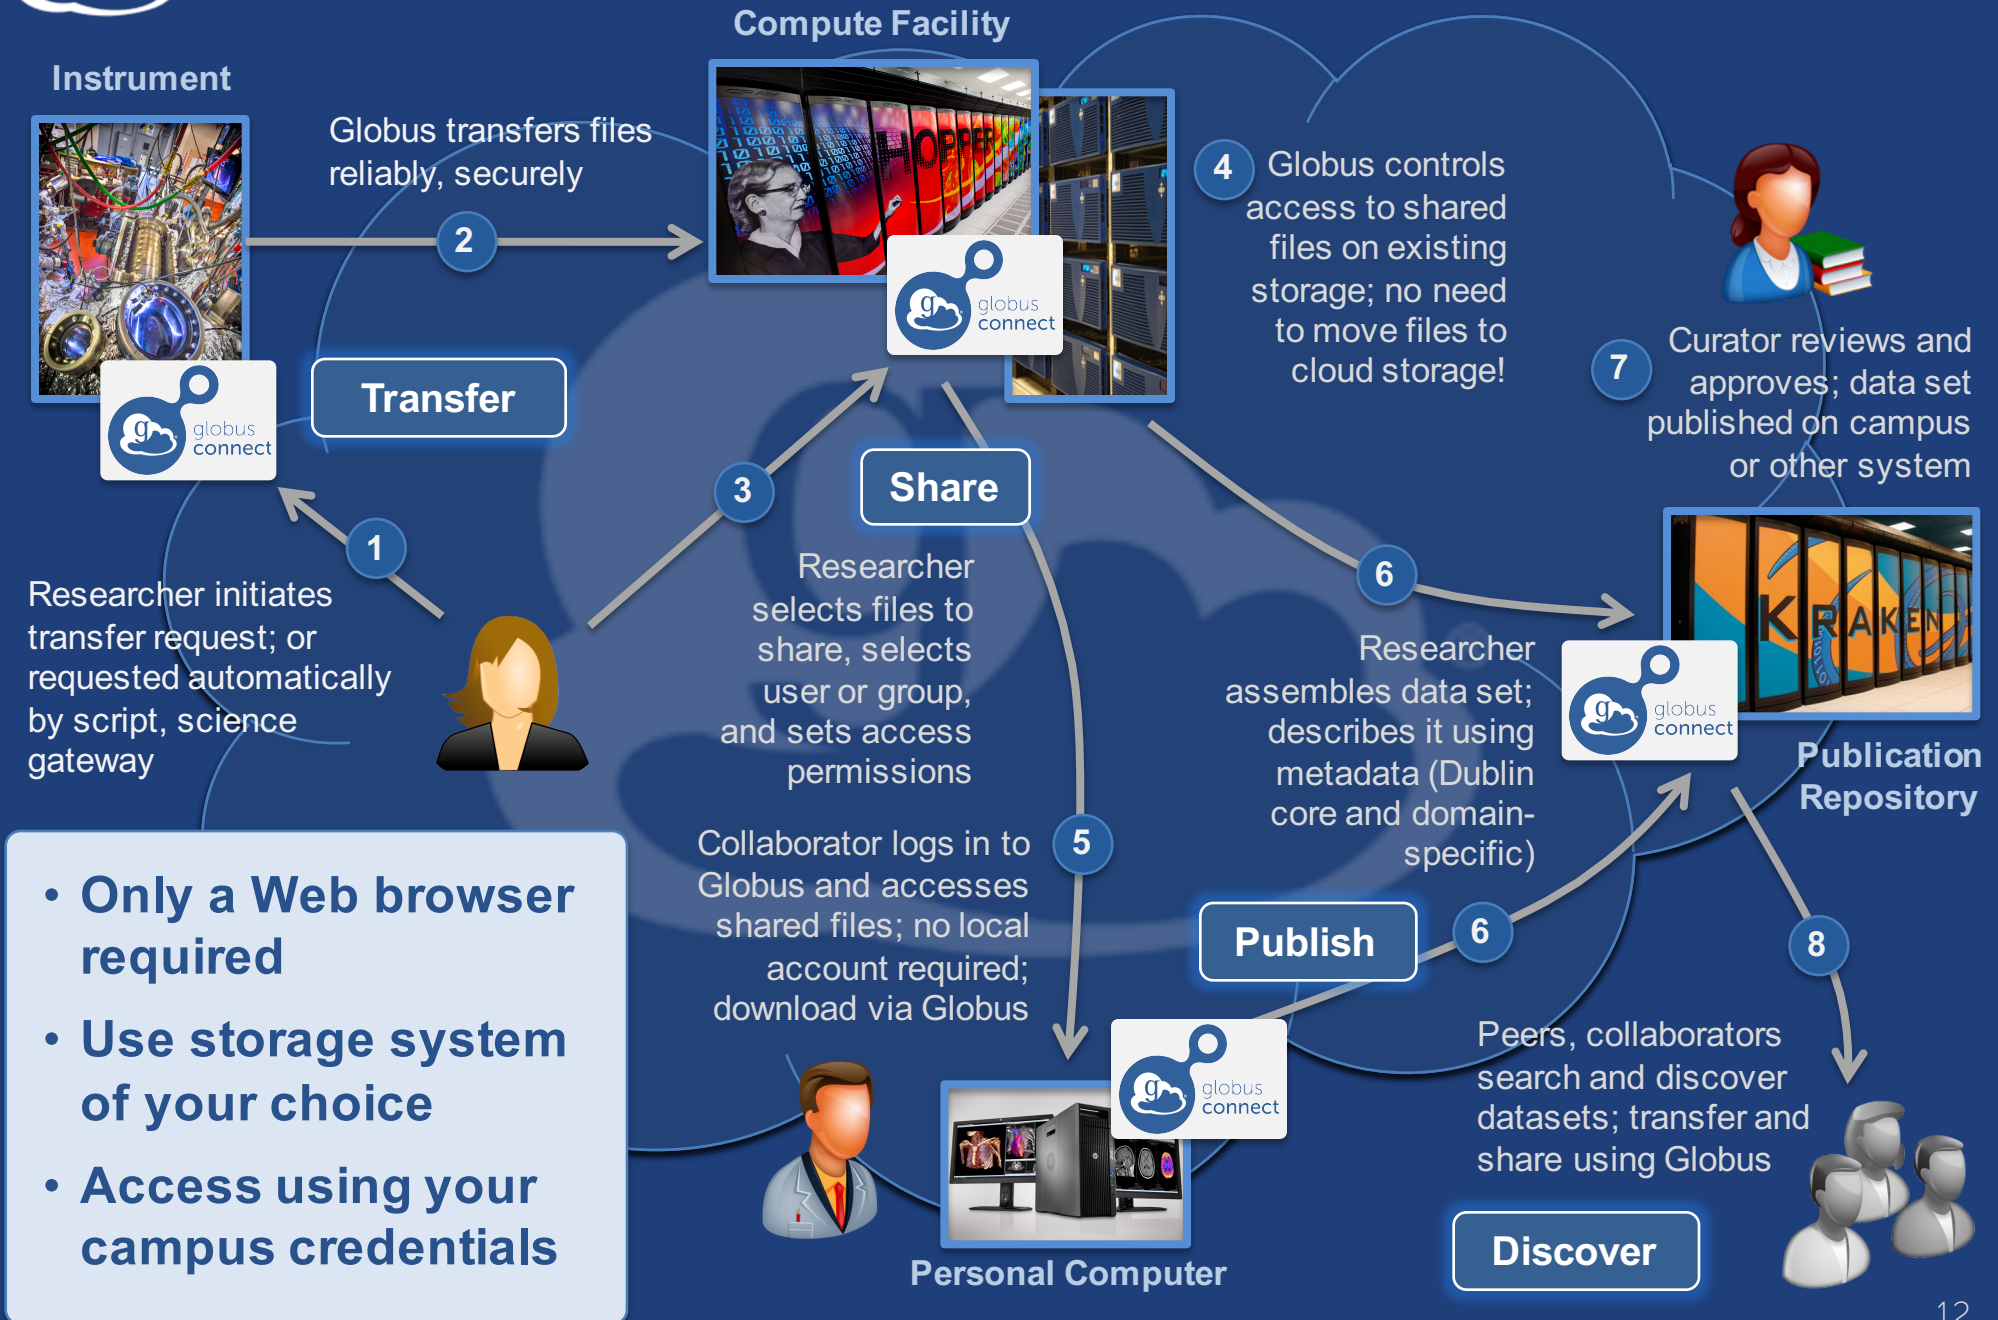 Compute Facility
Instrument
Globus transfers files
reliably, securely
2
HOPPER
globus
connect
4
Globus controls
access to shared
files on existing
storage; no need
to move files to
cloud storage!
7
Curator reviews and
approves; data set
published on campus
or other system
globus
connect
Transfer
3
Share
1
Researcher initiates
transfer request; or
requested automatically
by script, science
gateway
Researcher
selects files to
share, selects
user or group,
and sets access
permissions
6
Researcher
assembles data set;
describes it using
metadata (Dublin
core and domain-
specific)
KRAKEN
globus
connect
Publication
Repository
5
Collaborator logs in to
Globus and accesses
shared files; no local
account required;
download via Globus
Publish
6
8
• Only a Web browser
required
• Use storage system
of your choice
• Access using your
campus credentials
globus
connect
Personal Computer
Peers, collaborators
search and discover
datasets; transfer and
share using Globus
Discover
12